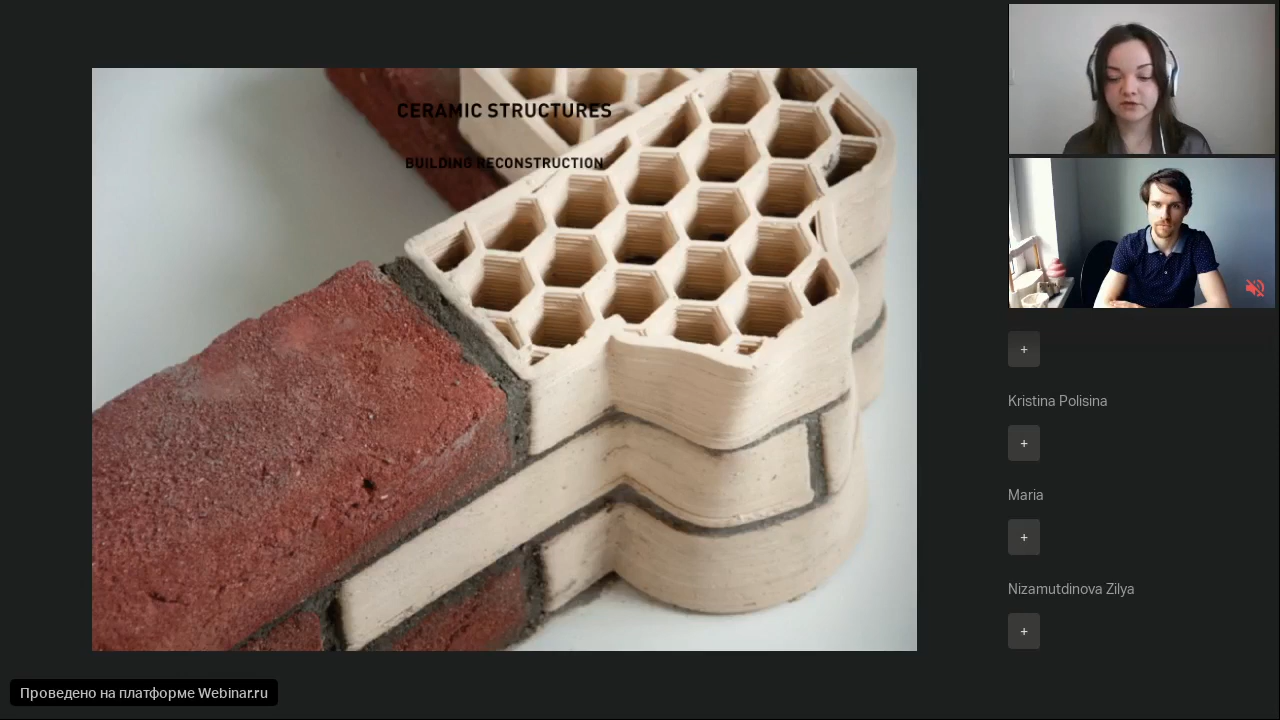 CERAMIC STRUCTURES
BUILDING RECONSTRUCTION
+
Kristina Polisina
+
Maria
+
Nizamutdinova Zilya
+
Проведено на платформе Webinar.ru